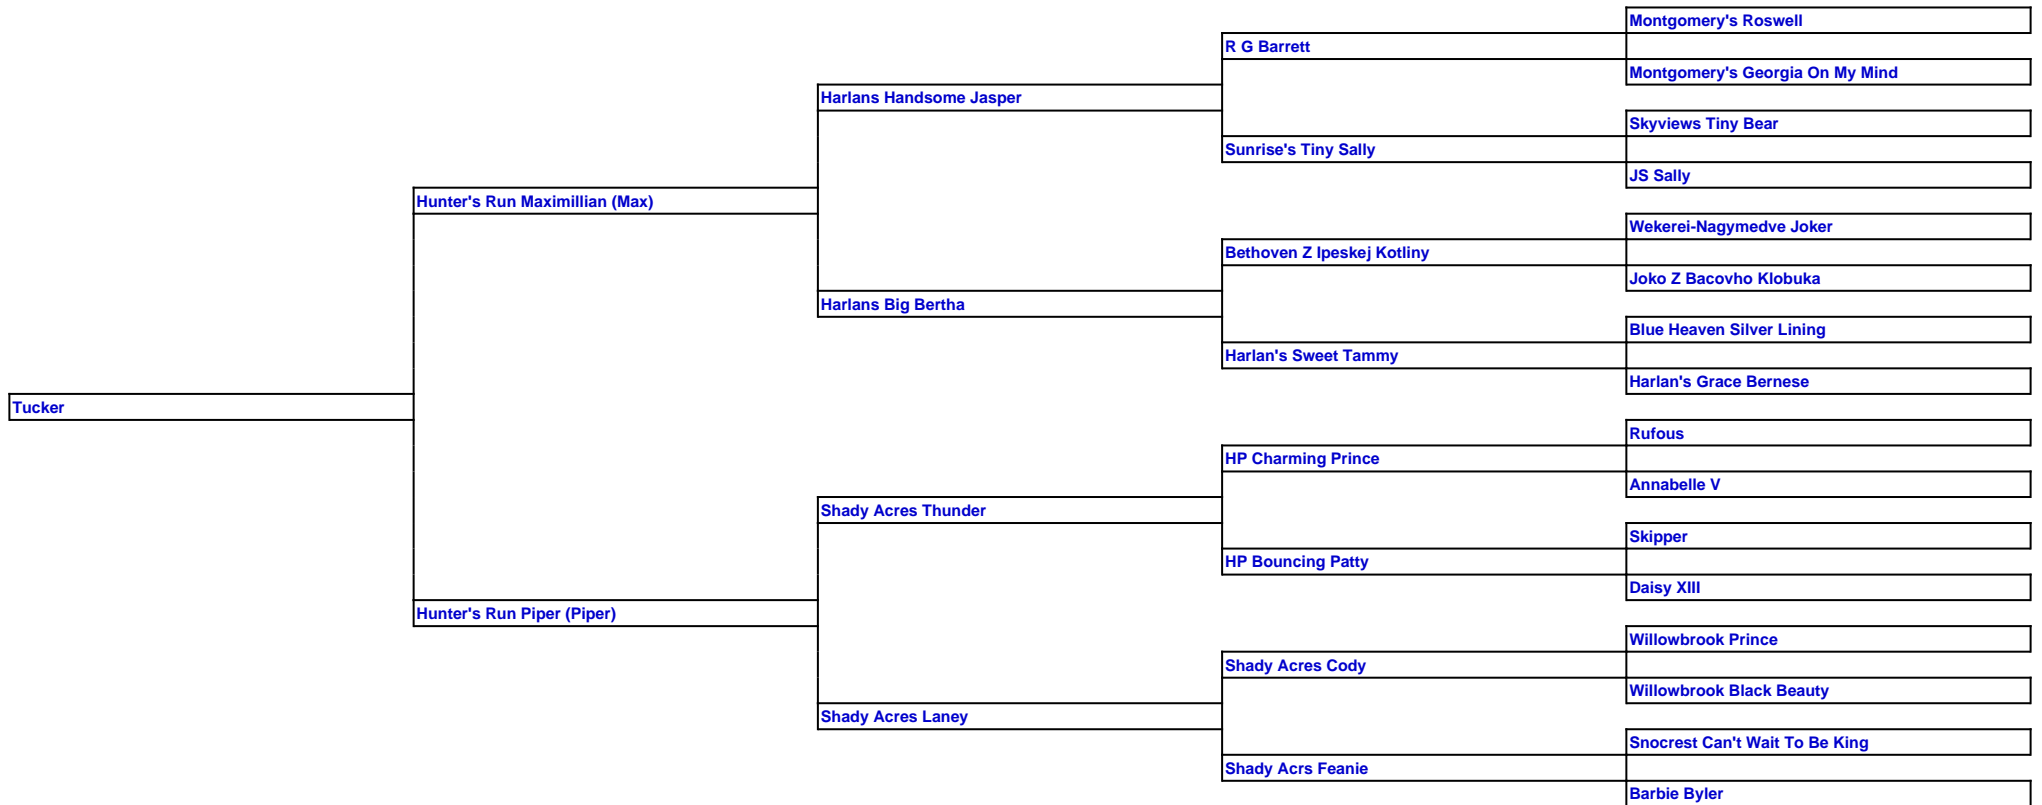 Montgomery's Roswell
R G Barrett
Montgomery's Georgia On My Mind
Harlans Handsome Jasper
Skyviews Tiny Bear
Sunrise's Tiny Sally
JS Sally
Hunter's Run Maximillian (Max)
Wekerei-Nagymedve Joker
Bethoven Z Ipeskej Kotliny
Joko Z Bacovho Klobuka
Harlans Big Bertha
Blue Heaven Silver Lining
Harlan's Sweet Tammy
Harlan's Grace Bernese
Tucker
Rufous
HP Charming Prince
Annabelle V
Shady Acres Thunder
Skipper
HP Bouncing Patty
Daisy XIII
Hunter's Run Piper (Piper)
Willowbrook Prince
Shady Acres Cody
Willowbrook Black Beauty
Shady Acres Laney
Snocrest Can't Wait To Be King
Shady Acrs Feanie
Barbie Byler